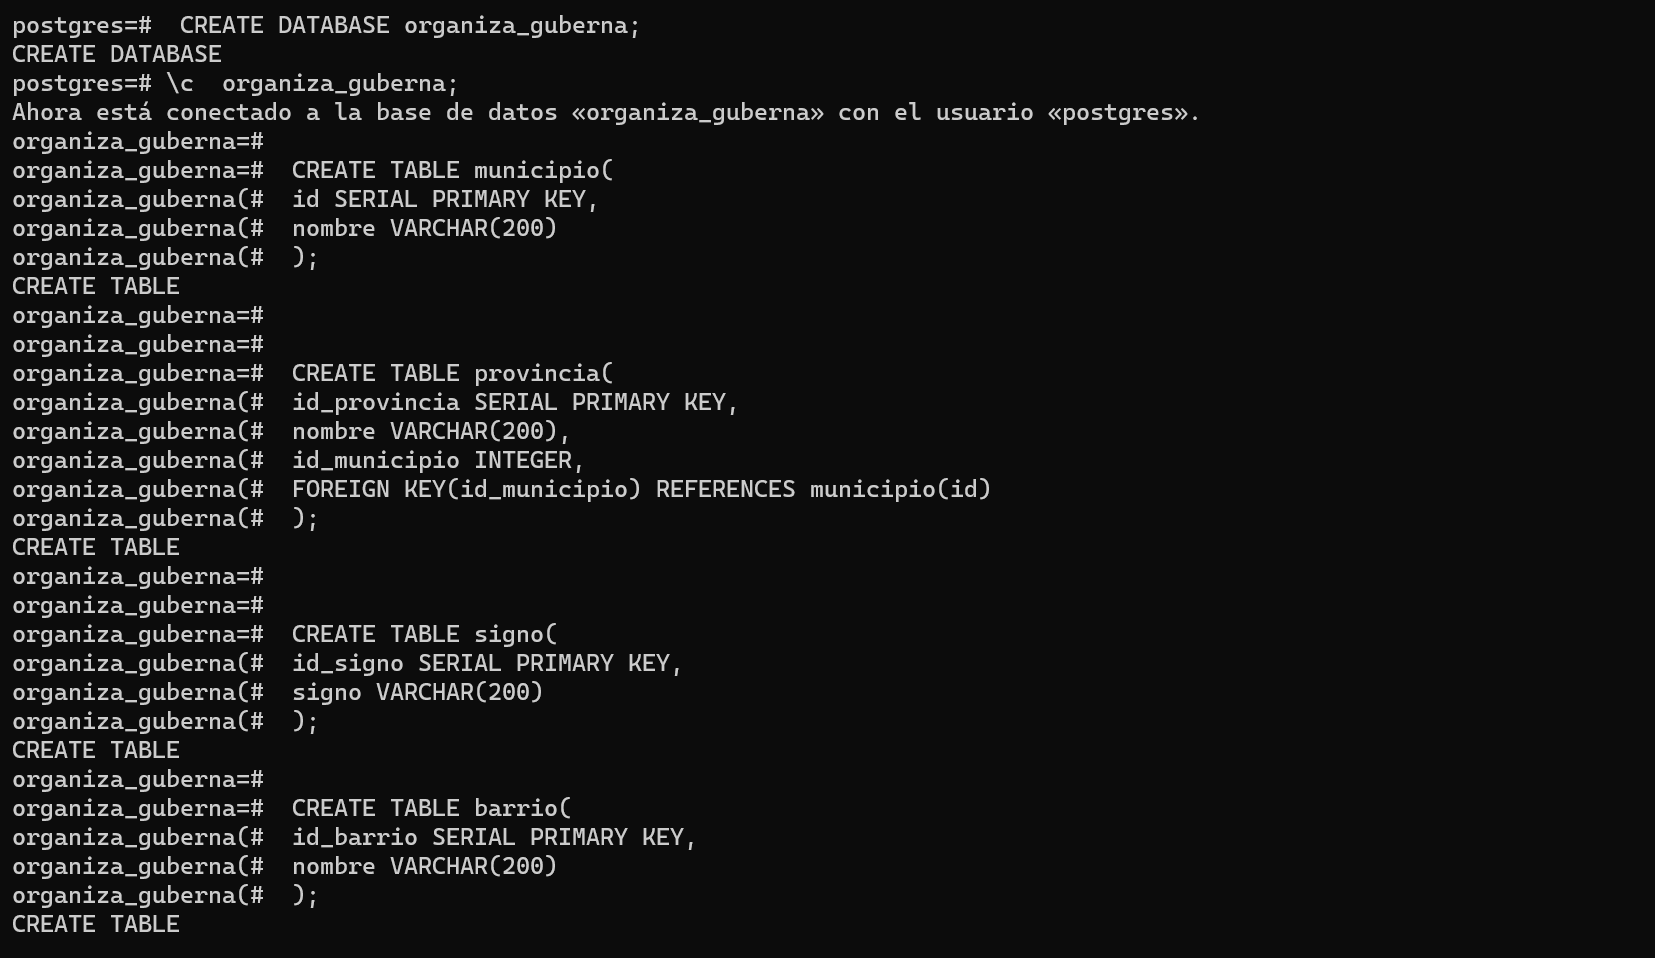 postgres=#  CREATE DATABASE organiza_guberna;
CREATE DATABASE
postgres=# \c  organiza_guberna;
Ahora está conectado a la base de datos «organiza_guberna» con el usuario «postgres».
organiza_guberna=#
organiza_guberna=#  CREATE TABLE municipio(
organiza_guberna(#  id SERIAL PRIMARY KEY,
organiza_guberna(#  nombre VARCHAR(200)
organiza_guberna(#  );
CREATE TABLE
organiza_guberna=#
organiza_guberna=#
organiza_guberna=#  CREATE TABLE provincia(
organiza_guberna(#  id_provincia SERIAL PRIMARY KEY,
organiza_guberna(#  nombre VARCHAR(200),
organiza_guberna(#  id_municipio INTEGER,
organiza_guberna(#  FOREIGN KEY(id_municipio) REFERENCES municipio(id)
organiza_guberna(#  );
CREATE TABLE
organiza_guberna=#
organiza_guberna=#
organiza_guberna=#  CREATE TABLE signo(
organiza_guberna(#  id_signo SERIAL PRIMARY KEY,
organiza_guberna(#  signo VARCHAR(200)
organiza_guberna(#  );
CREATE TABLE
organiza_guberna=#
organiza_guberna=#  CREATE TABLE barrio(
organiza_guberna(#  id_barrio SERIAL PRIMARY KEY,
organiza_guberna(#  nombre VARCHAR(200)
organiza_guberna(#  );
CREATE TABLE